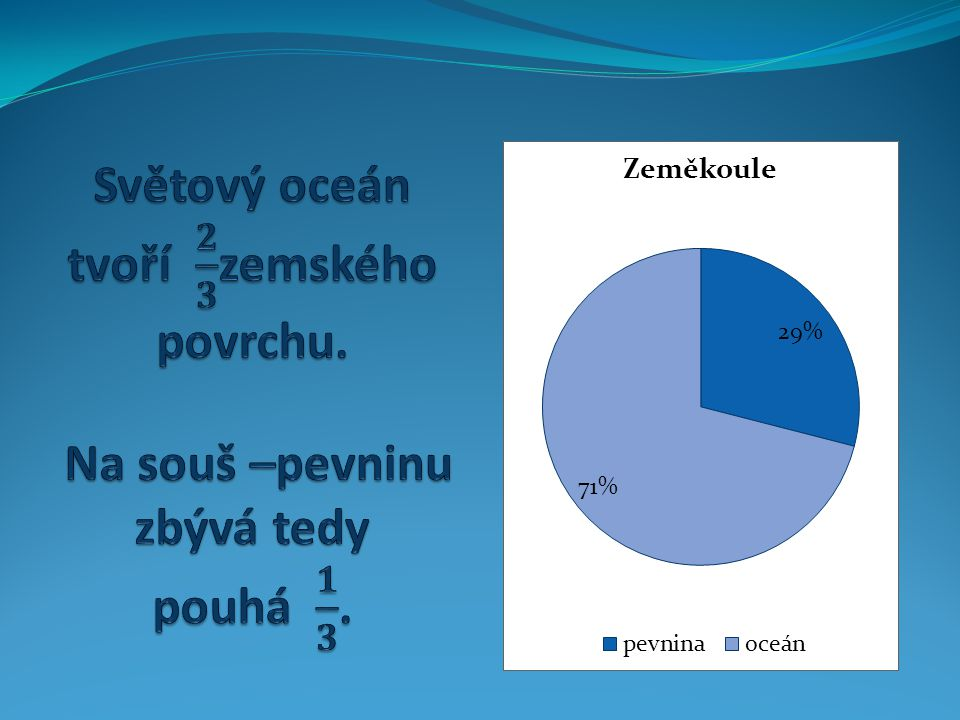 Světový oceán
tvoří 2/3 zemského
povrchu.
Na souš –pevninu
zbývá tedy
pouhá 1/3.
Zeměkoule
29%
71%
pevnina oceán